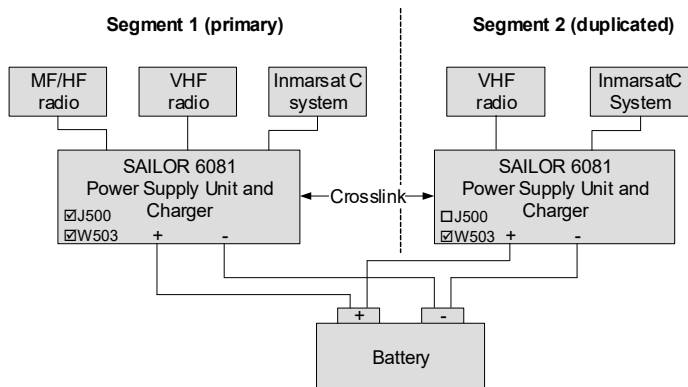 Segment 1 (primary)
Segment 2 (duplicated)
MF/HF
radio
VHF
radio
Inmarsat C
system
VHF
radio
InmarsatC
System
SAILOR 6081
Power Supply Unit and
Charger
☑J500
☑W503
+
-
Crosslink
SAILOR 6081
Power Supply Unit and
Charger
☐J500
☑W503
+
-
+
-
Battery